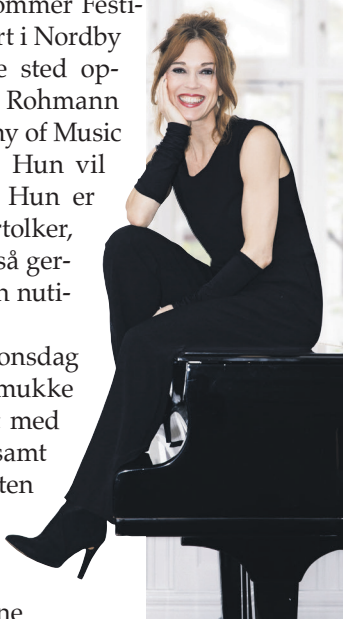 ommer Festi-
rt i Nordby
e sted op-
Rohmann
ny of Music
Hun vil
Hun er
rtolker,
så ger-
n nuti-
onsdag
mukke
med
samt
ten
ne